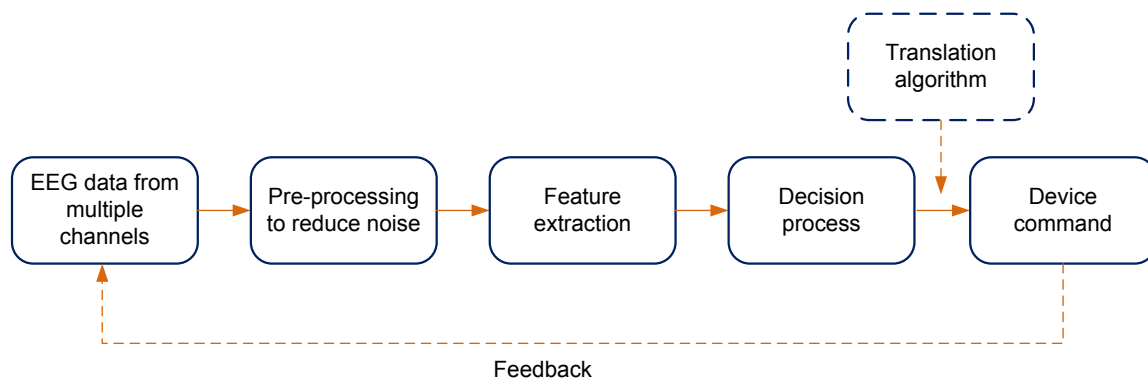 Translation
algorithm
EEG data from
multiple
channels
Pre-processing
to reduce noise
Feature
extraction
Decision
process
Device
command
Feedback